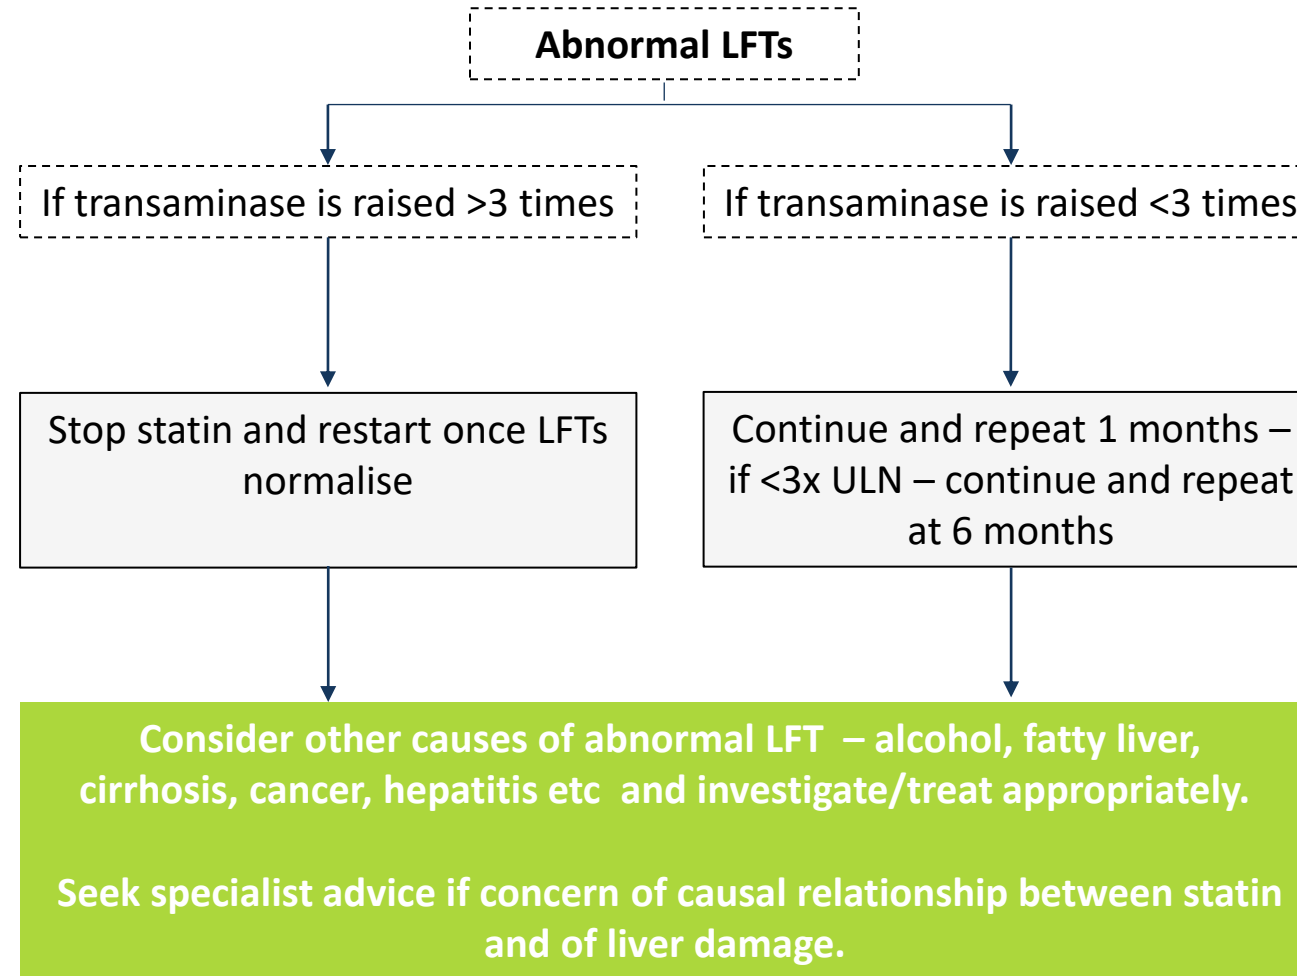 Abnormal LFTs
If transaminase is raised >3 times
If transaminase is raised <3 times
Stop statin and restart once LFTs
normalise
Continue and repeat 1 months –
if <3x ULN – continue and repeat
at 6 months
Consider other causes of abnormal LFT – alcohol, fatty liver,
cirrhosis, cancer, hepatitis etc and investigate/treat appropriately.
Seek specialist advice if concern of causal relationship between statin
and of liver damage.